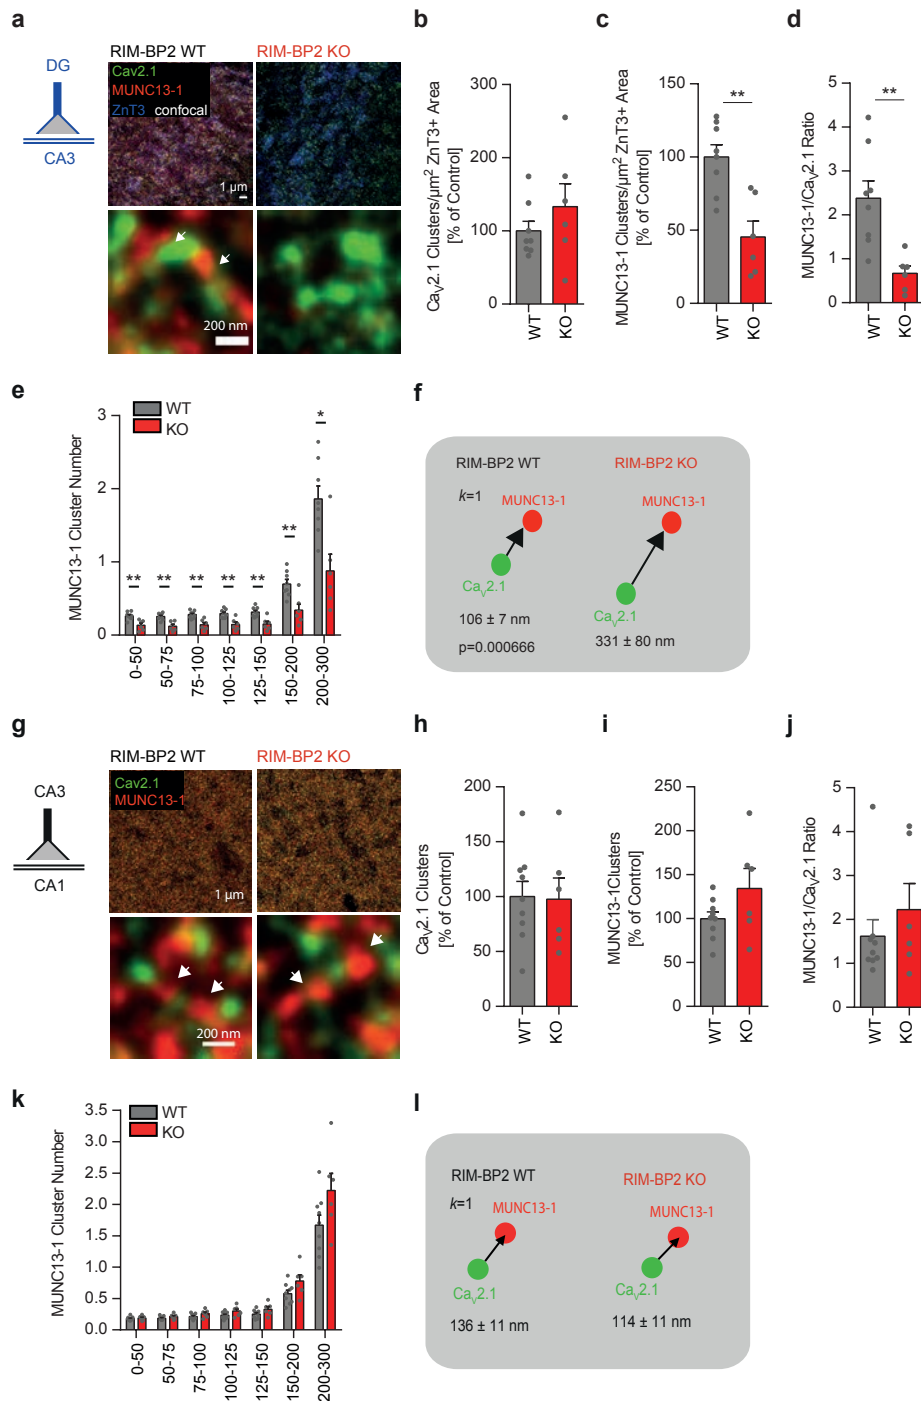 a
RIM-BP2 WT
RIM-BP2 KO
DG
CA3
Cav2.1
MUNC13-1
ZnT3 confocal
1 µm
200 nm
b
CaV2.1 Clusters/µm² ZnT3+ Area
[% of Control]
300
200
100
0
WT
KO
c
MUNC13-1 Clusters/µm² ZnT3+ Area
[% of Control]
150
100
50
0
**
WT
KO
d
MUNC13-1/CaV2.1 Ratio
5
4
3
2
1
0
**
WT
KO
e
MUNC13-1 Cluster Number
3
2
1
0
WT
KO
** ** ** ** ** ** *
0-50
50-75
75-100
100-125
125-150
150-200
200-300
f
RIM-BP2 WT
RIM-BP2 KO
k=1
MUNC13-1
MUNC13-1
CaV2.1
CaV2.1
106 ± 7 nm
331 ± 80 nm
p=0.000666
g
RIM-BP2 WT
RIM-BP2 KO
CA3
CA1
Cav2.1
MUNC13-1
1 µm
200 nm
h
CaV2.1 Clusters
[% of Control]
200
150
100
50
0
WT
KO
i
MUNC13-1Clusters
[% of Control]
250
200
150
100
50
0
WT
KO
j
MUNC13-1/CaV2.1 Ratio
5
4
3
2
1
0
WT
KO
k
MUNC13-1 Cluster Number
3.5
3.0
2.5
2.0
1.5
1.0
0.5
0.0
WT
KO
0-50
50-75
75-100
100-125
125-150
150-200
200-300
l
RIM-BP2 WT
RIM-BP2 KO
k=1
MUNC13-1
MUNC13-1
CaV2.1
CaV2.1
136 ± 11 nm
114 ± 11 nm